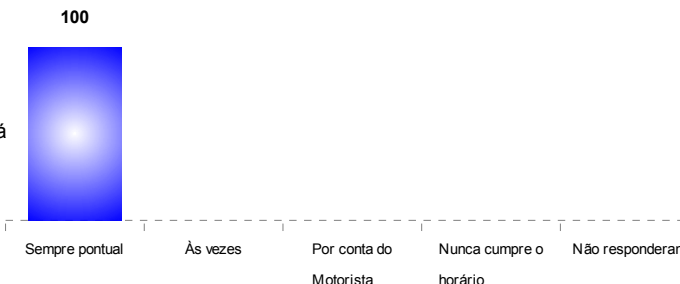 100
á
Sempre pontual
Às vezes
Por conta do
Motorista
Nunca cumpre o
horário
Não responderam